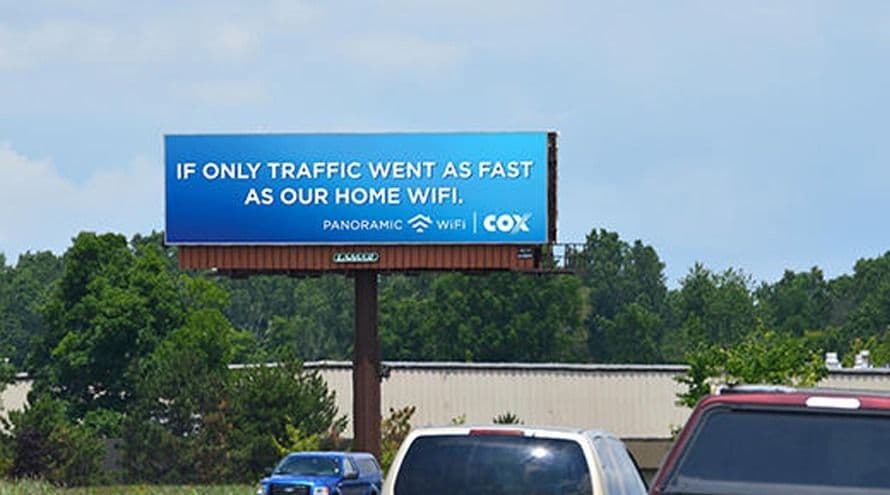 IF ONLY TRAFFIC WENT AS FAST
AS OUR HOME WIFI.
PANORAMIC WiFi | COX
LAMAR